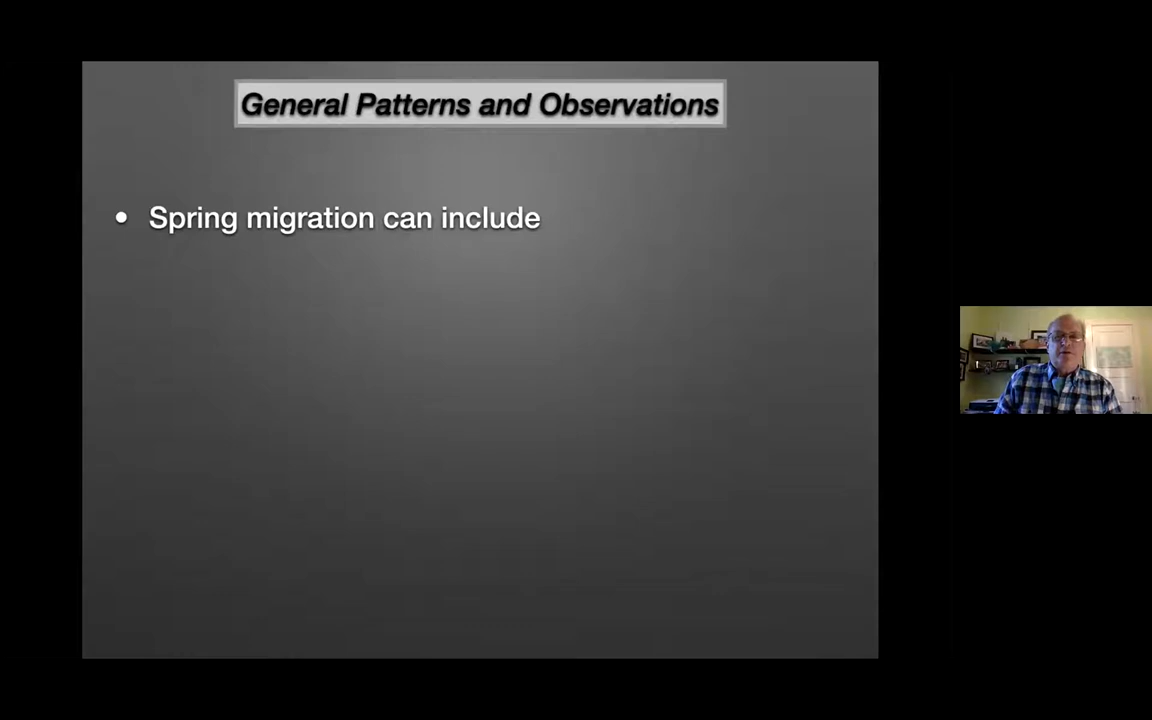 General Patterns and Observations
• Spring migration can include